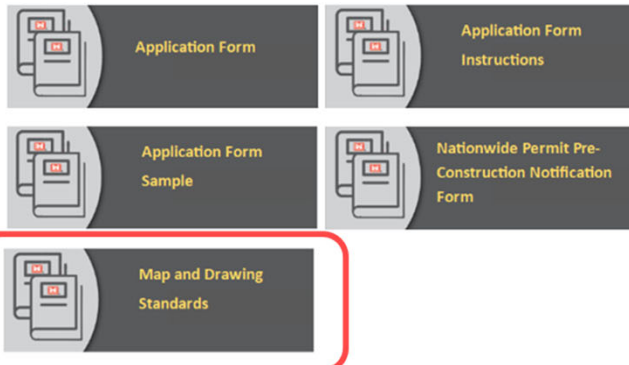 Application Form
Application Form
Instructions
Application Form
Sample
Nationwide Permit Pre-
Construction Notification
Form
Map and Drawing
Standards